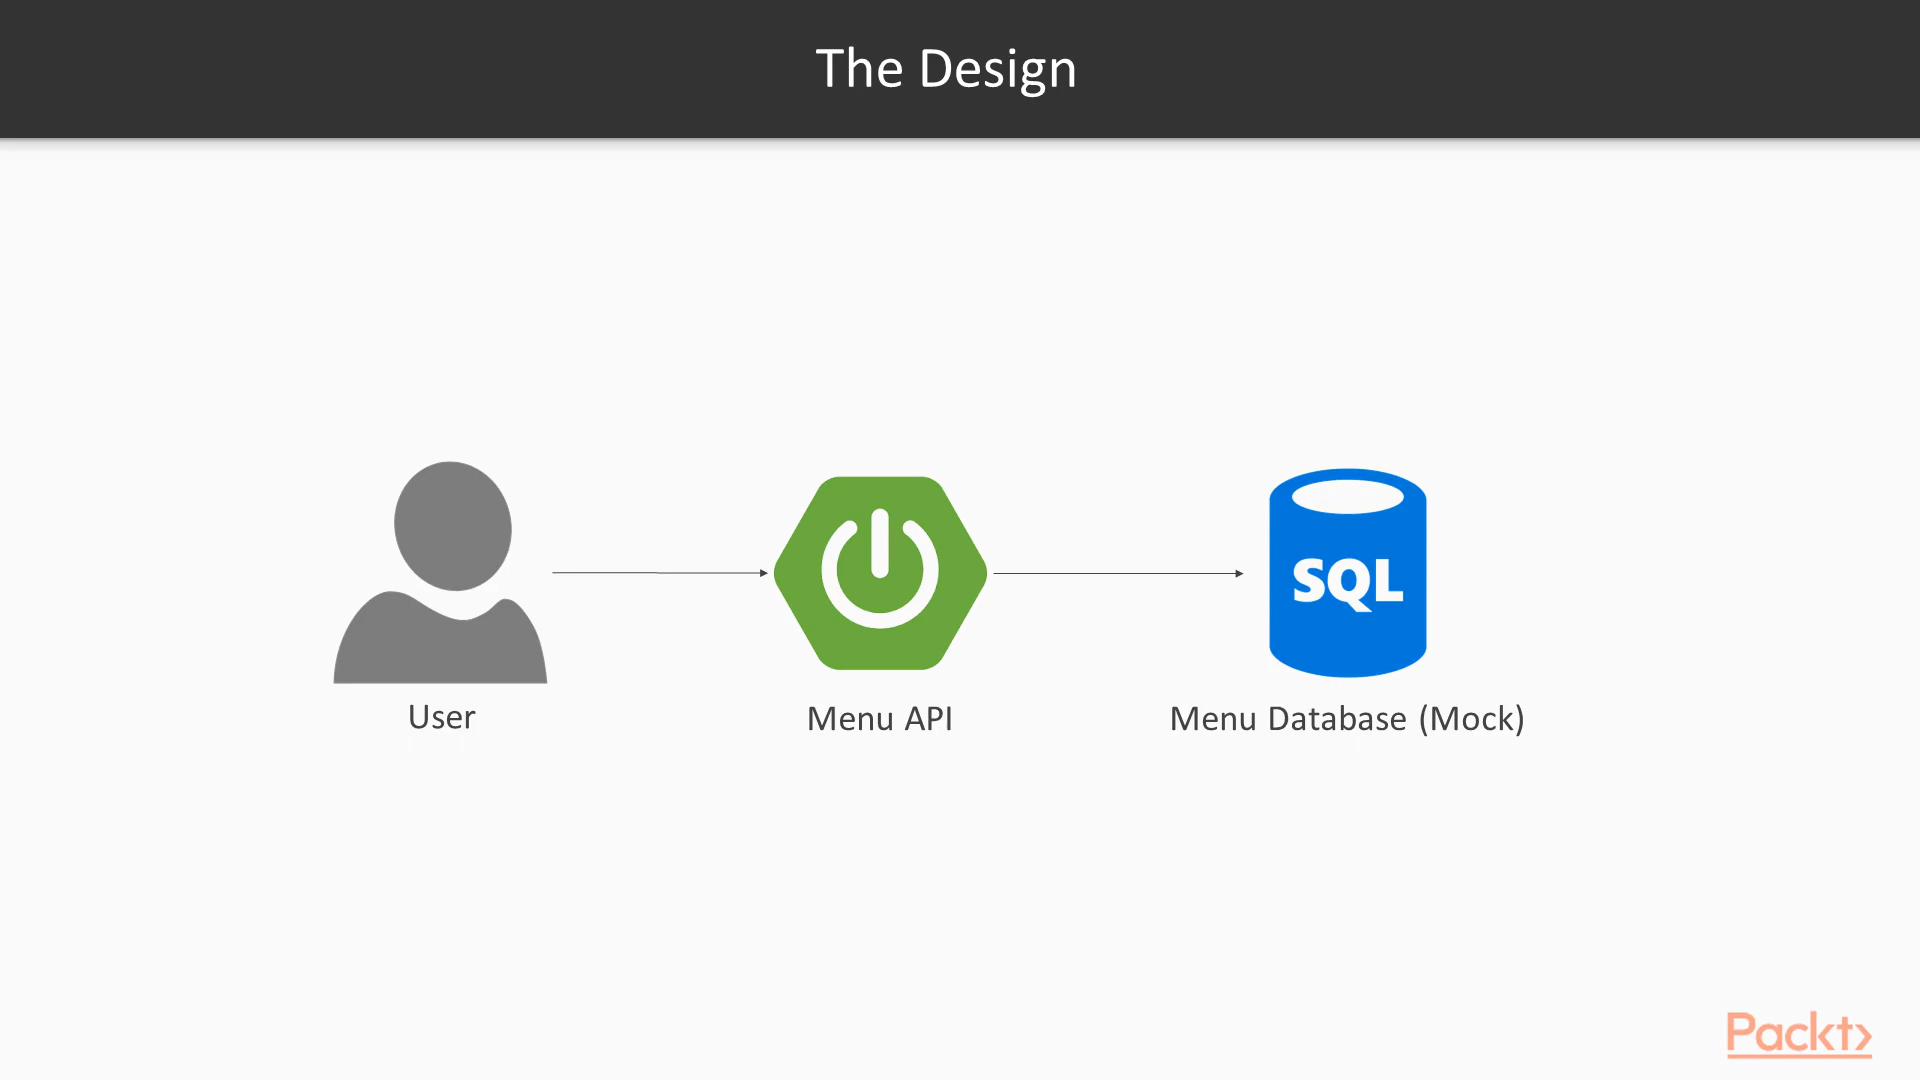 The Design
SQL
User
Menu API
Menu Database (Mock)
Packt